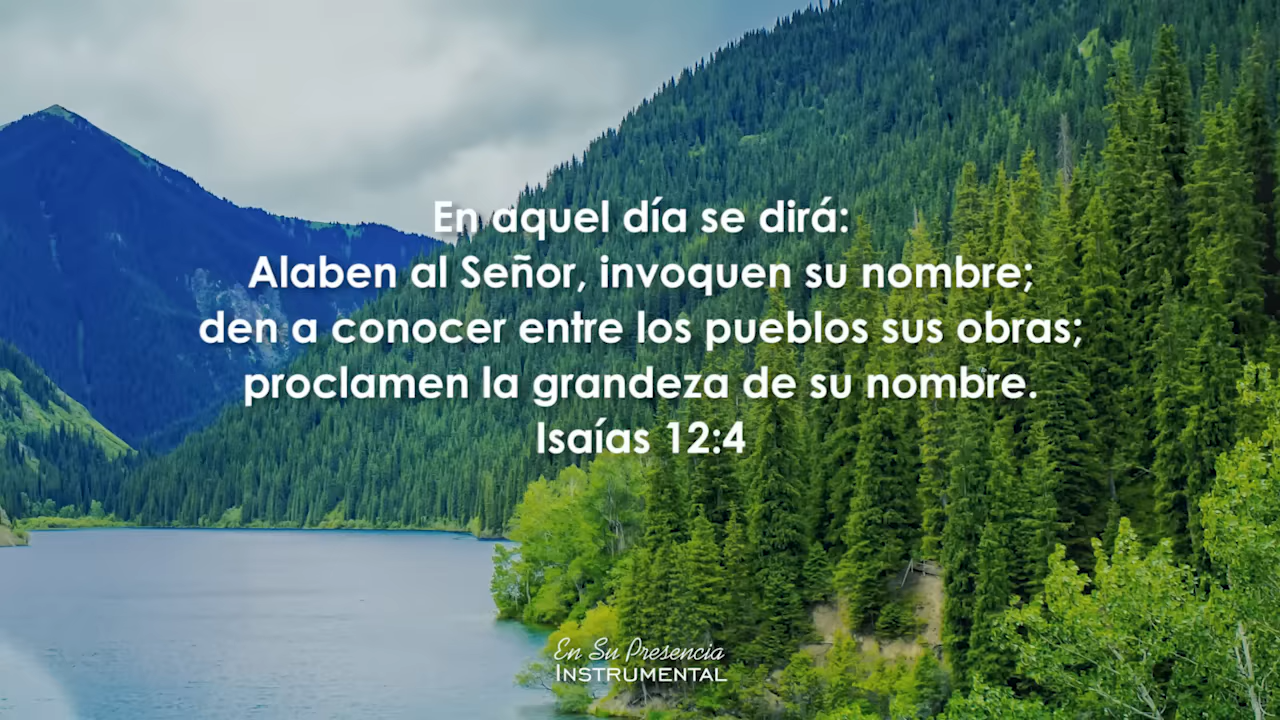 En aquel día se dirá:
Alaben al Señor, invoquen su nombre;
den a conocer entre los pueblos sus obras;
proclamen la grandeza de su nombre.
Isaías 12:4
En Su Presencia
INSTRUMENTAL